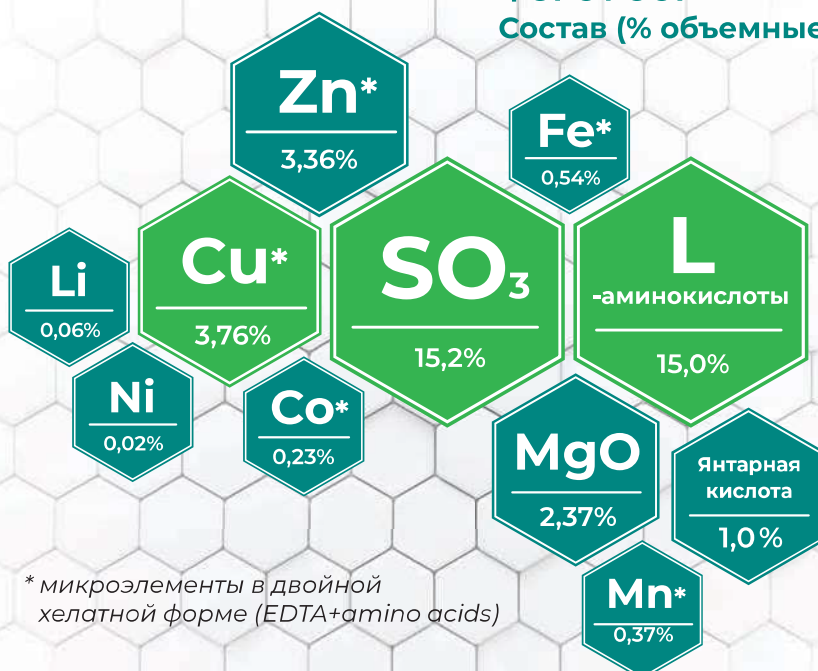 Состав (% объемные
Zn*
3,36%
Fe*
0,54%
Li
0,06%
Cu*
3,76%
SO₃
15,2%
L
-аминокислоты
15,0%
Ni
0,02%
Co*
0,23%
MgO
2,37%
Янтарная
кислота
1,0%
Mn*
0,37%
* микроэлементы в двойной
хелатной форме (EDTA+amino acids)